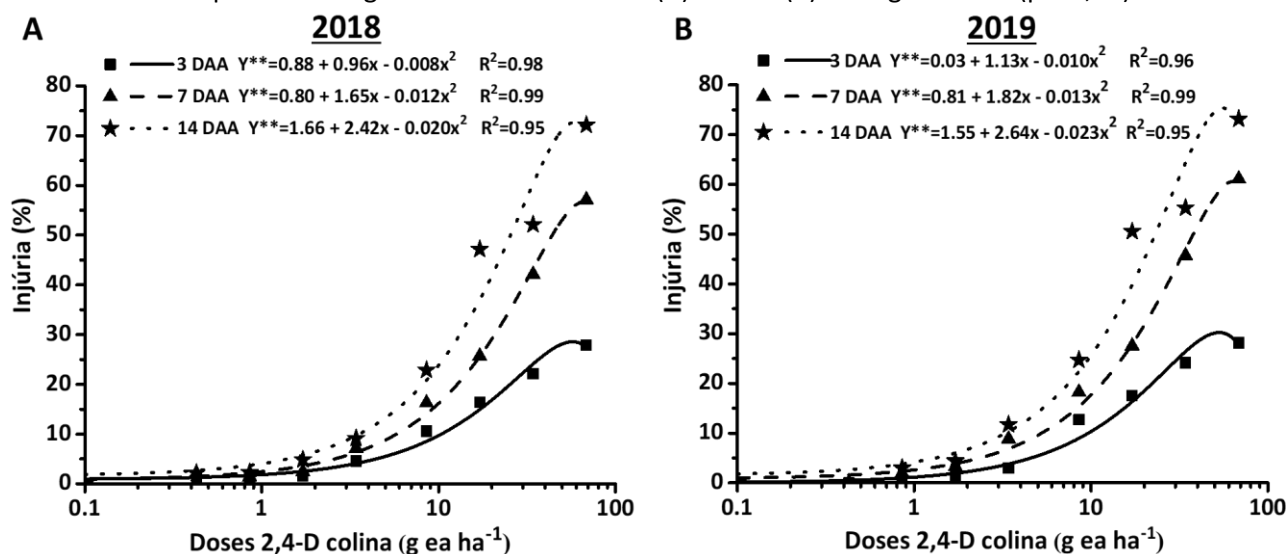 A
2018
3 DAA Y**=0.88 + 0.96x - 0.008x² R²=0.98
7 DAA Y**=0.80 + 1.65x - 0.012x² R²=0.99
14 DAA Y**=1.66 + 2.42x - 0.020x² R²=0.95
80
70
60
50
40
30
20
10
0
Injúria (%)
0.1 1 10 100
Doses 2,4-D colina (g ea ha⁻¹)
B
2019
3 DAA Y**=0.03 + 1.13x - 0.010x² R²=0.96
7 DAA Y**=0.81 + 1.82x - 0.013x² R²=0.99
14 DAA Y**=1.55 + 2.64x - 0.023x² R²=0.95
80
70
60
50
40
30
20
10
0
Injúria (%)
0.1 1 10 100
Doses 2,4-D colina (g ea ha⁻¹)